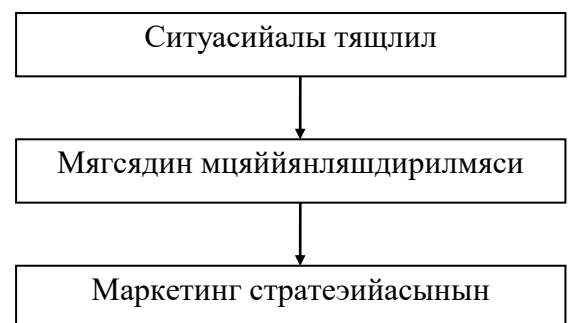 Ситуасийалы тящлил
Мягсядин мцяййянляшдирилмяси
Маркетинг стратеэийасынын